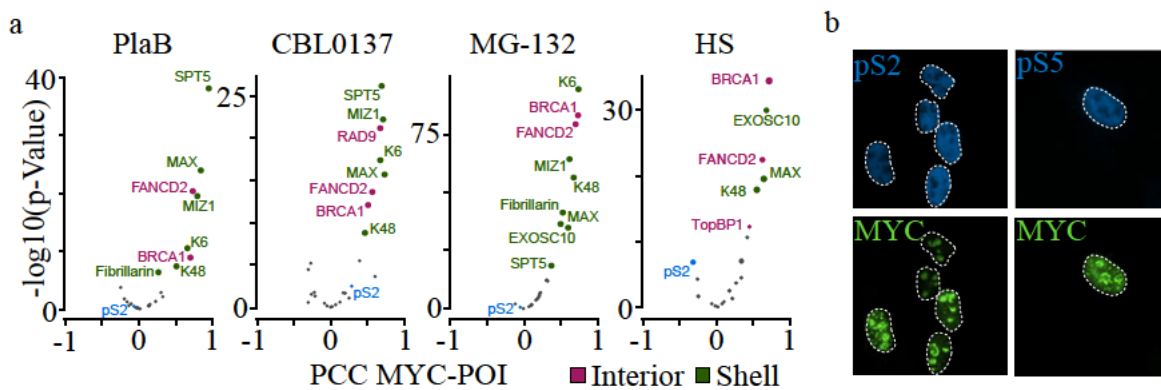 a
PlaB
CBL0137
MG-132
HS
b
-log10(p-Value)
40
0
SPT5
MAX
FANCD2
MIZ1
K6
BRCA1
Fibrillarin
K48
pS2
-1 0 1
25
0
SPT5
MIZ1
RAD9
K6
MAX
FANCD2
BRCA1
K48
pS2
-1 0 1
75
0
K6
BRCA1
FANCD2
MIZ1
K48
Fibrillarin
MAX
EXOSC10
SPT5
pS2
-1 0 1
30
0
BRCA1
EXOSC10
FANCD2
MAX
K48
TopBP1
pS2
-1 0 1
PCC MYC-POI
Interior
Shell
pS2
pS5
MYC
MYC